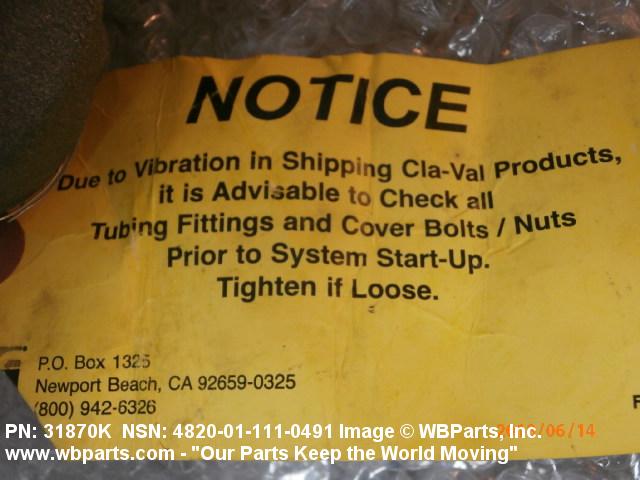 NOTICE
Due to Vibration in Shipping Cla-Val Products,
it is Advisable to Check all
Tubing Fittings and Cover Bolts / Nuts
Prior to System Start-Up.
Tighten if Loose.
P.O. Box 1325
Newport Beach, CA 92659-0325
(800) 942-6326
PN: 31870K NSN: 4820-01-111-0491 Image © WBParts, Inc.
/06/14
www.wbparts.com - "Our Parts Keep the World Moving"